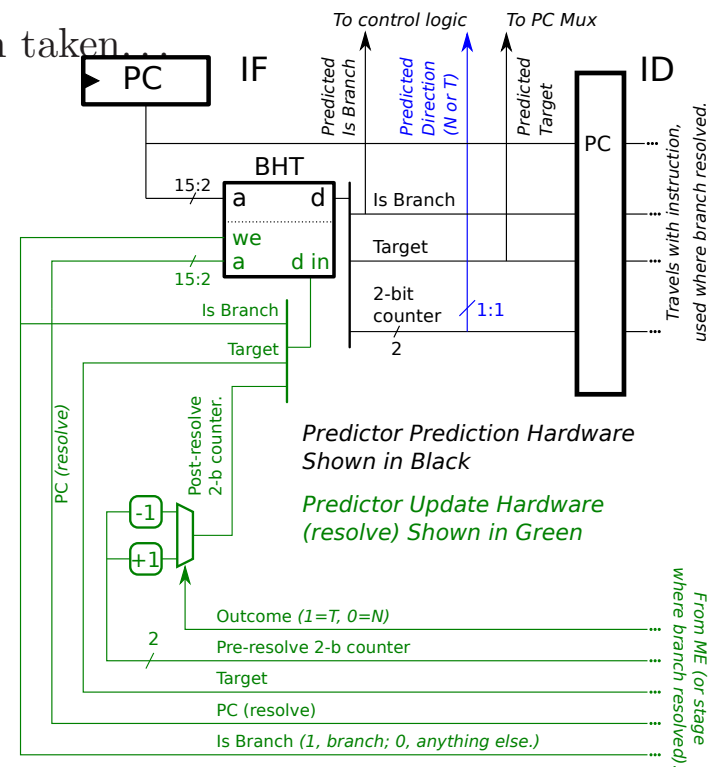 taken...
To control logic
To PC Mux
PC
IF
ID
Predicted
Is Branch
Predicted
Direction
(N or T)
Predicted
Target
PC
BHT
15:2
a
d
we
a
d in
15:2
Is Branch
Target
2-bit
counter
2
1:1
Travels with instruction,
used where branch resolved.
Is Branch
Target
PC (resolve)
Post-resolve
2-b counter.
Predictor Prediction Hardware
Shown in Black
Predictor Update Hardware
(resolve) Shown in Green
-1
+1
2
Outcome (1=T, 0=N)
Pre-resolve 2-b counter
Target
PC (resolve)
Is Branch (1, branch; 0, anything else.)
From ME (or stage
where branch resolved).